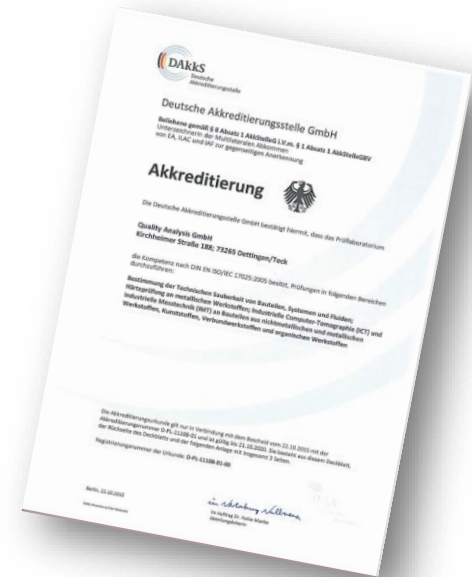 DAkkS
Deutsche
Akkreditierungsstelle
Deutsche Akkreditierungsstelle GmbH
Beliehene gemäß § 8 Absatz 1 AkkStelleG i.V.m. § 1 Absatz 1 AkkStelleGBV
Unterzeichnerin der Multilateralen Abkommen
von EA, ILAC und IAF zur gegenseitigen Anerkennung
Akkreditierung
Die Deutsche Akkreditierungsstelle GmbH bestätigt hiermit, dass das Prüflaboratorium
Quality Analysis GmbH
Kirchheimer Straße 188; 73265 Dettingen/Teck
die Kompetenz nach DIN EN ISO/IEC 17025:2005 besitzt, Prüfungen in folgenden Bereichen
durchzuführen:
Bestimmung der Technischen Sauberkeit von Bauteilen, Systemen und Fluiden;
Härteprüfung an metallischen Werkstoffen; Industrielle Computer-Tomographie (ICT) und
Industrielle Messtechnik (IMT) an Bauteilen aus nichtmetallischen und metallischen
Werkstoffen, Kunststoffen, Verbundwerkstoffen und organischen Werkstoffen
Die Akkreditierungsurkunde gilt nur in Verbindung mit dem Bescheid vom 22.10.2015 mit der
Akkreditierungsnummer D-PL-11108-01 und ist gültig bis 21.10.2020. Sie besteht aus diesem Deckblatt,
der Rückseite des Deckblatts und der folgenden Anlage mit insgesamt 3 Seiten.
Registrierungsnummer der Urkunde: D-PL-11108-01-00
Berlin, 22.10.2015
Im Auftrag Dr. Heike Manke
Abteilungsleiterin